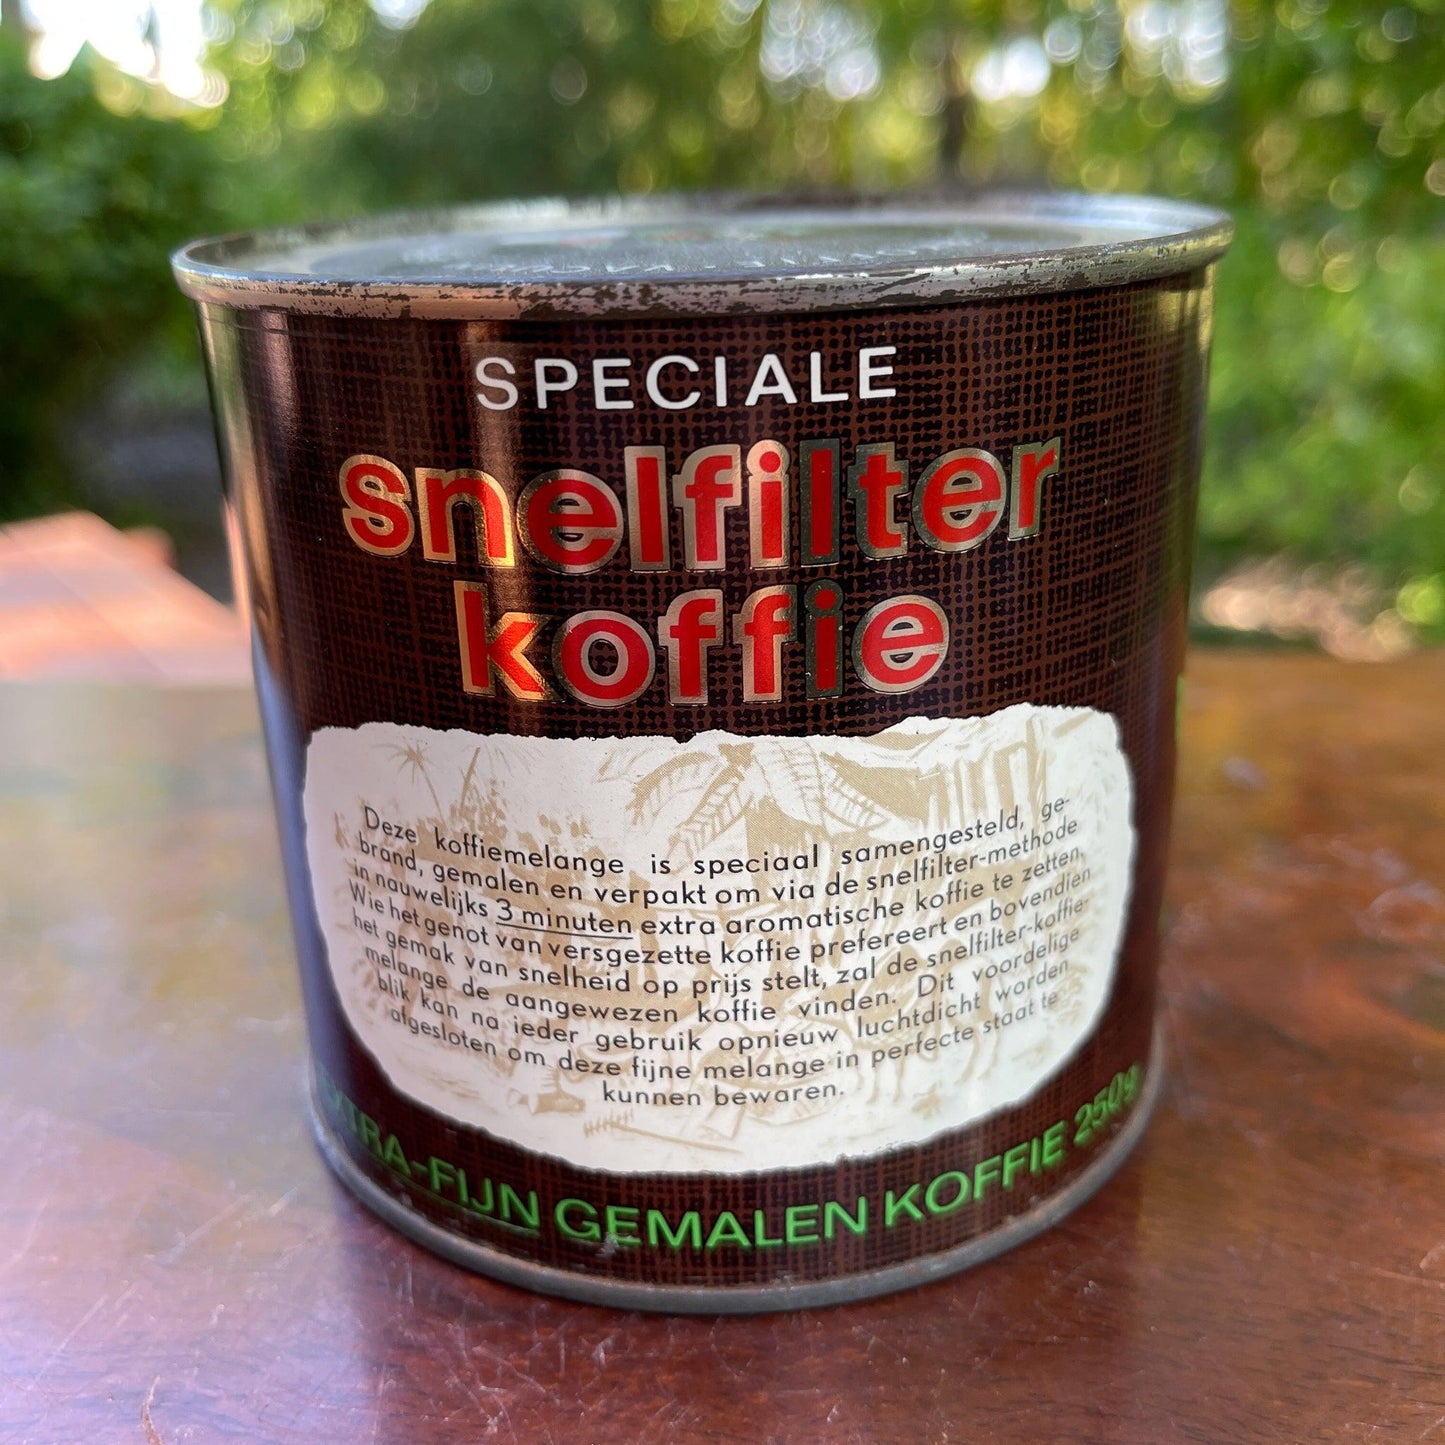 SPECIALE
snelfilter
koffie
Deze koffiemelange is speciaal samengesteld, ge-
brand, gemalen en verpakt om via de snelfilter-methode
in nauwelijks 3 minuten extra aromatische koffie te zetten.
Wie het genot van versgezette koffie prefereert en bovendien
het gemak van snelheid op prijs stelt, zal de snelfilter-koffie-
melange de aangewezen koffie vinden. Dit voordelige
blik kan na ieder gebruik opnieuw luchtdicht worden
afgesloten om deze fijne melange in perfecte staat te
kunnen bewaren.
EXTRA-FIJN GEMALEN KOFFIE 250g